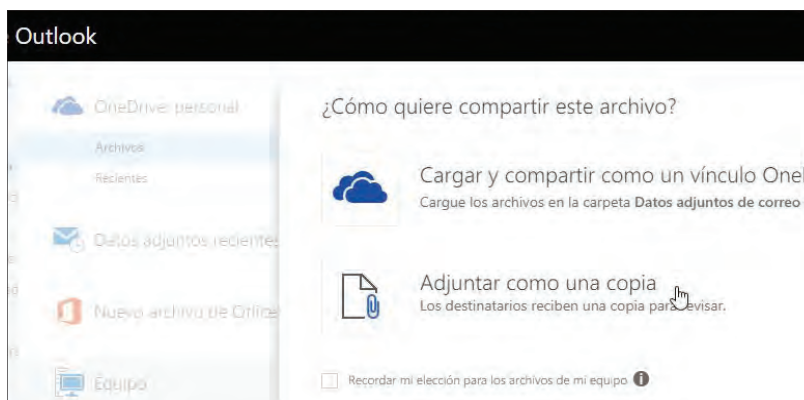 Outlook
OneDrive: personal
Archivos
Recientes
Datos adjuntos recientes
Nuevo archivo de Office
Equipo
¿Cómo quiere compartir este archivo?
Cargar y compartir como un vínculo
Cargue los archivos en la carpeta Datos adjuntos de correo
Adjuntar como una copia
Los destinatarios reciben una copia para revisar.
Recordar mi elección para los archivos de mi equipo